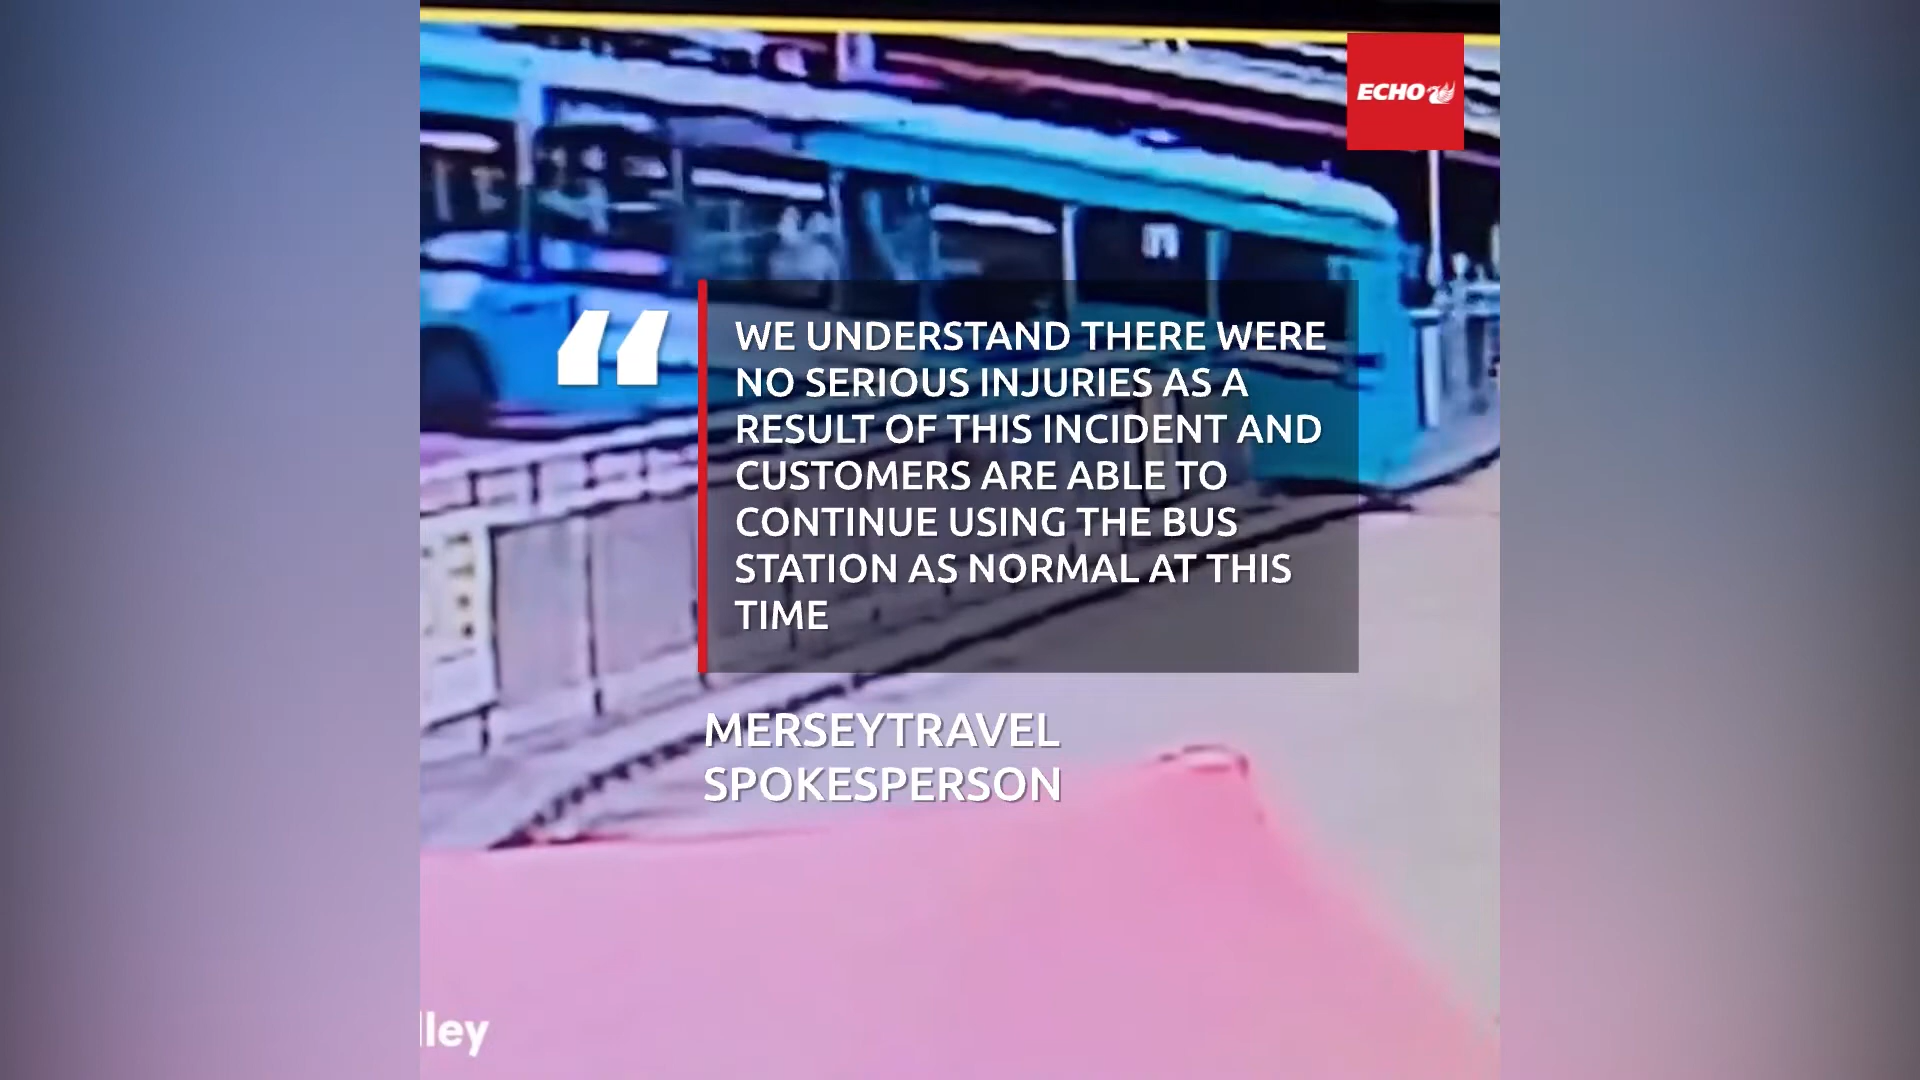 ECHO
“
WE UNDERSTAND THERE WERE
NO SERIOUS INJURIES AS A
RESULT OF THIS INCIDENT AND
CUSTOMERS ARE ABLE TO
CONTINUE USING THE BUS
STATION AS NORMAL AT THIS
TIME
MERSEYTRAVEL
SPOKESPERSON
lley